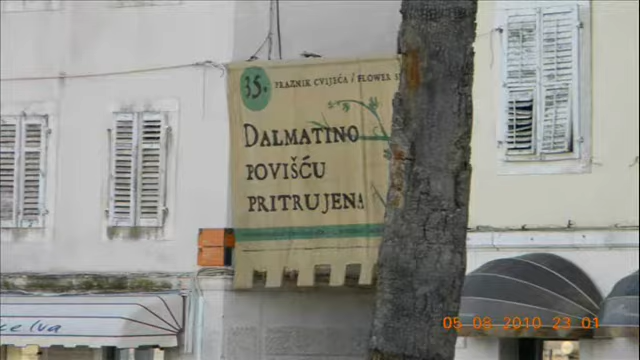 35. PRAZNIK CVIJEĆA / FLOWER
DALMATINO
POVIŠĆU
PRITRUJENA
05.09.2010 23:01